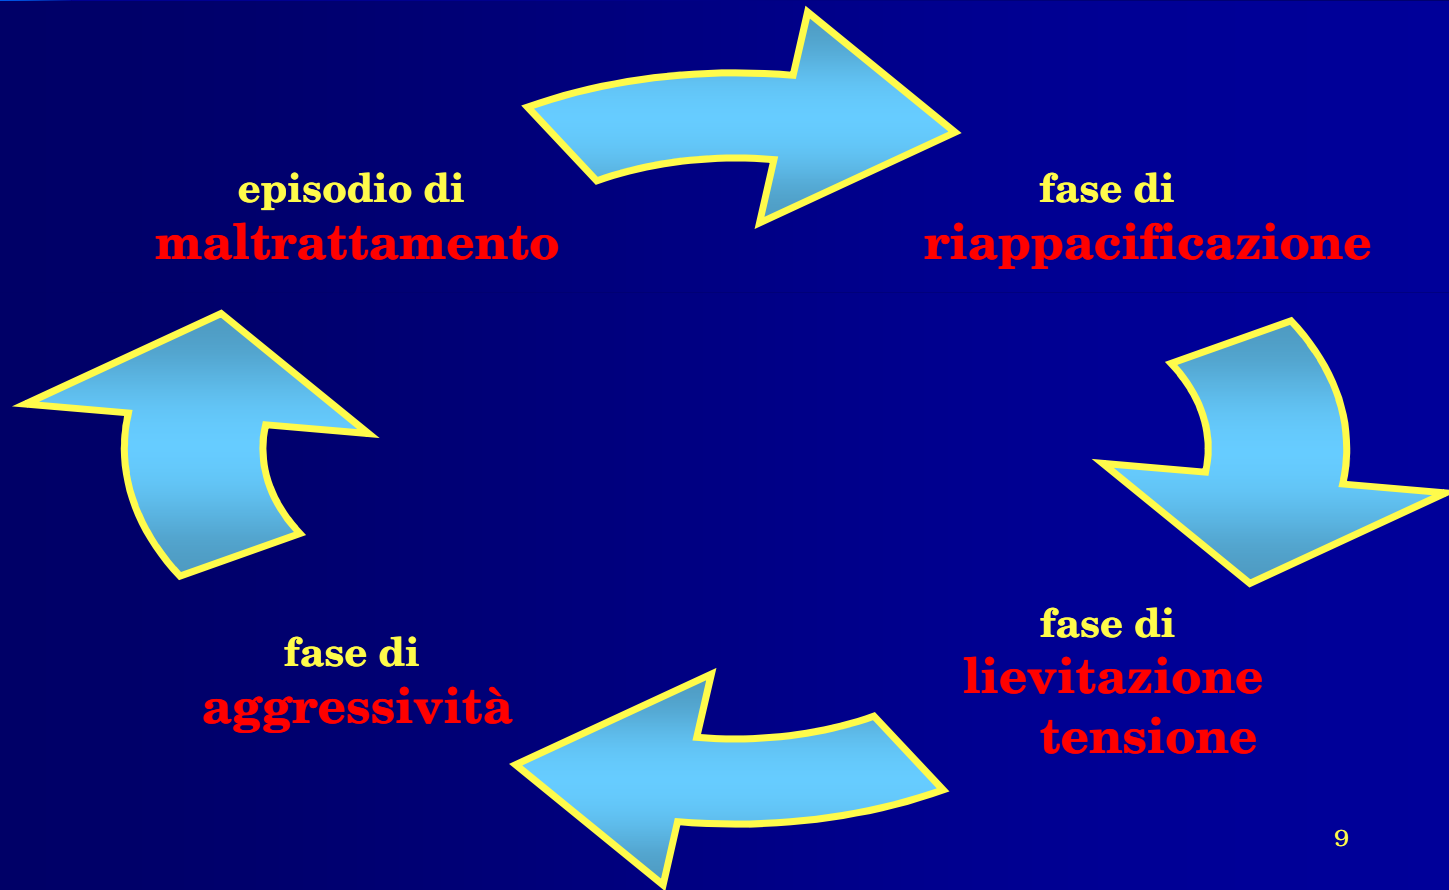 episodio di
maltrattamento
fase di
riappacificazione
fase di
aggressività
fase di
lievitazione
tensione
9